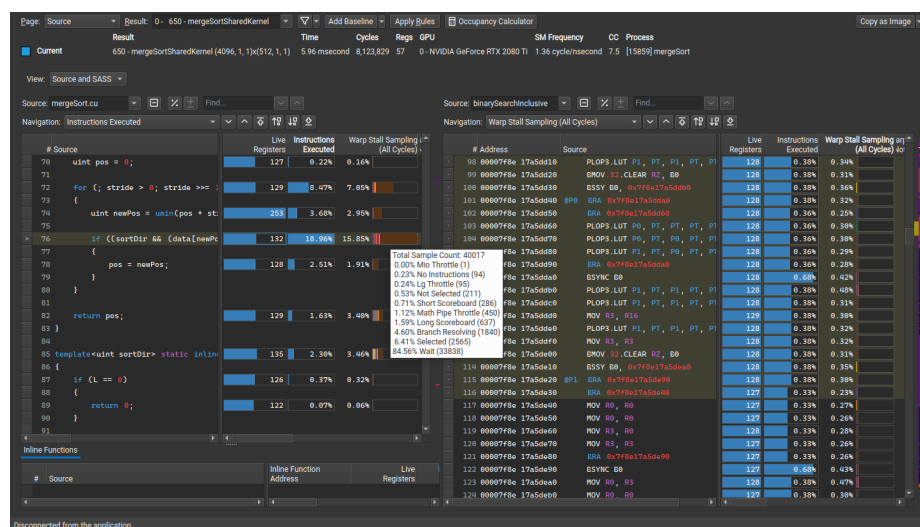 Page: Source Result: 0 - 650 - mergeSortSharedKernel Add Baseline Apply Rules Occupancy Calculator Copy as Image
Result Time Cycles Regs GPU SM Frequency CC Process
Current 650 - mergeSortSharedKernel (4096, 1, 1)x(512, 1, 1) 5.96 msecond 8,123,829 57 0 - NVIDIA GeForce RTX 2080 Ti 1.36 cycle/nsecond 7.5 [15859] mergeSort
View: Source and SASS
Source: mergeSort.cu Find...
Navigation: Instructions Executed
# Source Live Registers Instructions Executed Warp Stall Sampling (All Cycles)
70 uint pos = 0; 127 0.22% 0.16%
71
72 for (; stride > 0; stride >>= 129 8.47% 7.05%
73 {
74 uint newPos = umin(pos + st 253 3.68% 2.95%
75
76 if ((sortDir && (data[newPo 132 18.96% 15.85%
77 {
78 pos = newPos; 128 2.51% 1.91%
79 }
80 }
81
82 return pos; 129 1.63% 3.40%
83 }
84
85 template<uint sortDir> static inlin 135 2.30% 3.46%
86 {
87 if (L == 0) 126 0.37% 0.32%
88 {
89 return 0; 122 0.07% 0.06%
90 }
91
Total Sample Count: 40017
0.00% Mio Throttle (1)
0.23% No Instructions (94)
0.24% Lg Throttle (95)
0.53% Not Selected (211)
0.71% Short Scoreboard (286)
1.12% Math Pipe Throttle (450)
1.59% Long Scoreboard (637)
4.60% Branch Resolving (1840)
6.41% Selected (2565)
84.56% Wait (33838)
Inline Functions
# Source Inline Function Address Live Registers
Source: binarySearchInclusive Find...
Navigation: Warp Stall Sampling (All Cycles)
# Address Source Live Registers Instructions Executed Warp Stall Sampling (All Cycles)
98 00007f8e 17a5dd10 PLOP3.LUT P1, PT, P1, PT, P1 128 0.38% 0.34%
99 00007f8e 17a5dd20 BMOV.32.CLEAR RZ, B0 128 0.38% 0.31%
100 00007f8e 17a5dd30 BSSY B0, 0x7f8e17a5ddb0 128 0.38% 0.36%
101 00007f8e 17a5dd40 @P0 BRA 0x7f8e17a5dda0 128 0.38% 0.32%
102 00007f8e 17a5dd50 BRA 0x7f8e17a5dd60 128 0.36% 0.25%
103 00007f8e 17a5dd60 PLOP3.LUT P0, PT, PT, PT, P 128 0.36% 0.30%
104 00007f8e 17a5dd70 PLOP3.LUT P0, PT, P0, PT, P 128 0.36% 0.30%
105 00007f8e 17a5dd80 PLOP3.LUT P1, PT, P0, PT, P 128 0.36% 0.29%
106 00007f8e 17a5dd90 BRA 0x7f8e17a5dda0 128 0.36% 0.28%
107 00007f8e 17a5dda0 BSYNC B0 128 0.68% 0.42%
108 00007f8e 17a5ddb0 PLOP3.LUT P1, PT, P1, PT, P1 128 0.38% 0.48%
109 00007f8e 17a5ddc0 PLOP3.LUT P1, PT, P1, PT, P1 128 0.38% 0.31%
110 00007f8e 17a5ddd0 MOV R3, R16 128 0.38% 0.30%
111 00007f8e 17a5dde0 PLOP3.LUT P1, PT, P1, PT, P1 128 0.38% 0.32%
112 00007f8e 17a5ddf0 MOV R3, R3 128 0.38% 0.32%
113 00007f8e 17a5de00 BMOV.32.CLEAR RZ, B0 128 0.38% 0.31%
114 00007f8e 17a5de10 BSSY B0, 0x7f8e17a5dea0 128 0.38% 0.35%
115 00007f8e 17a5de20 @P1 BRA 0x7f8e17a5de90 128 0.38% 0.30%
116 00007f8e 17a5de30 BRA 0x7f8e17a5de40 127 0.33% 0.23%
117 00007f8e 17a5de40 MOV R0, R0 127 0.33% 0.27%
118 00007f8e 17a5de50 MOV R0, R0 127 0.33% 0.26%
119 00007f8e 17a5de60 MOV R3, R0 127 0.33% 0.28%
120 00007f8e 17a5de70 MOV R3, R3 127 0.33% 0.26%
121 00007f8e 17a5de80 BRA 0x7f8e17a5de90 127 0.33% 0.26%
122 00007f8e 17a5de90 BSYNC B0 127 0.68% 0.43%
123 00007f8e 17a5dea0 MOV R0, R3 127 0.38% 0.47%
124 00007f8e 17a5deb0 MOV R0, R0 127 0.38% 0.30%
Disconnected from the application